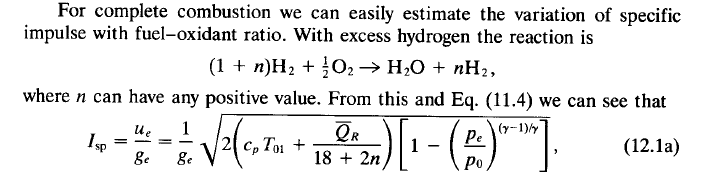 For complete combustion we can easily estimate the variation of specific
impulse with fuel–oxidant ratio. With excess hydrogen the reaction is
(1 + n)H₂ + ½O₂ → H₂O + nH₂,
where n can have any positive value. From this and Eq. (11.4) we can see that
I_sp = u_e/g_e = 1/g_e √(2(c_p T₀₁ + Q̅_R/(18 + 2n)) [1 − (p_e/p₀)^((γ−1)/γ)]), (12.1a)